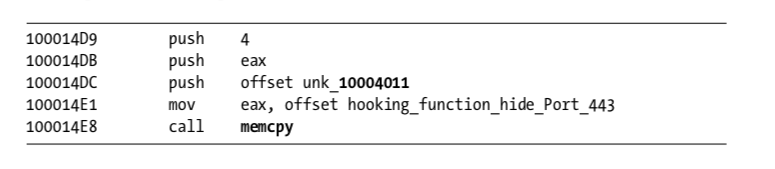 100014D9 push 4
100014DB push eax
100014DC push offset unk_10004011
100014E1 mov eax, offset hooking_function_hide_Port_443
100014E8 call memcpy